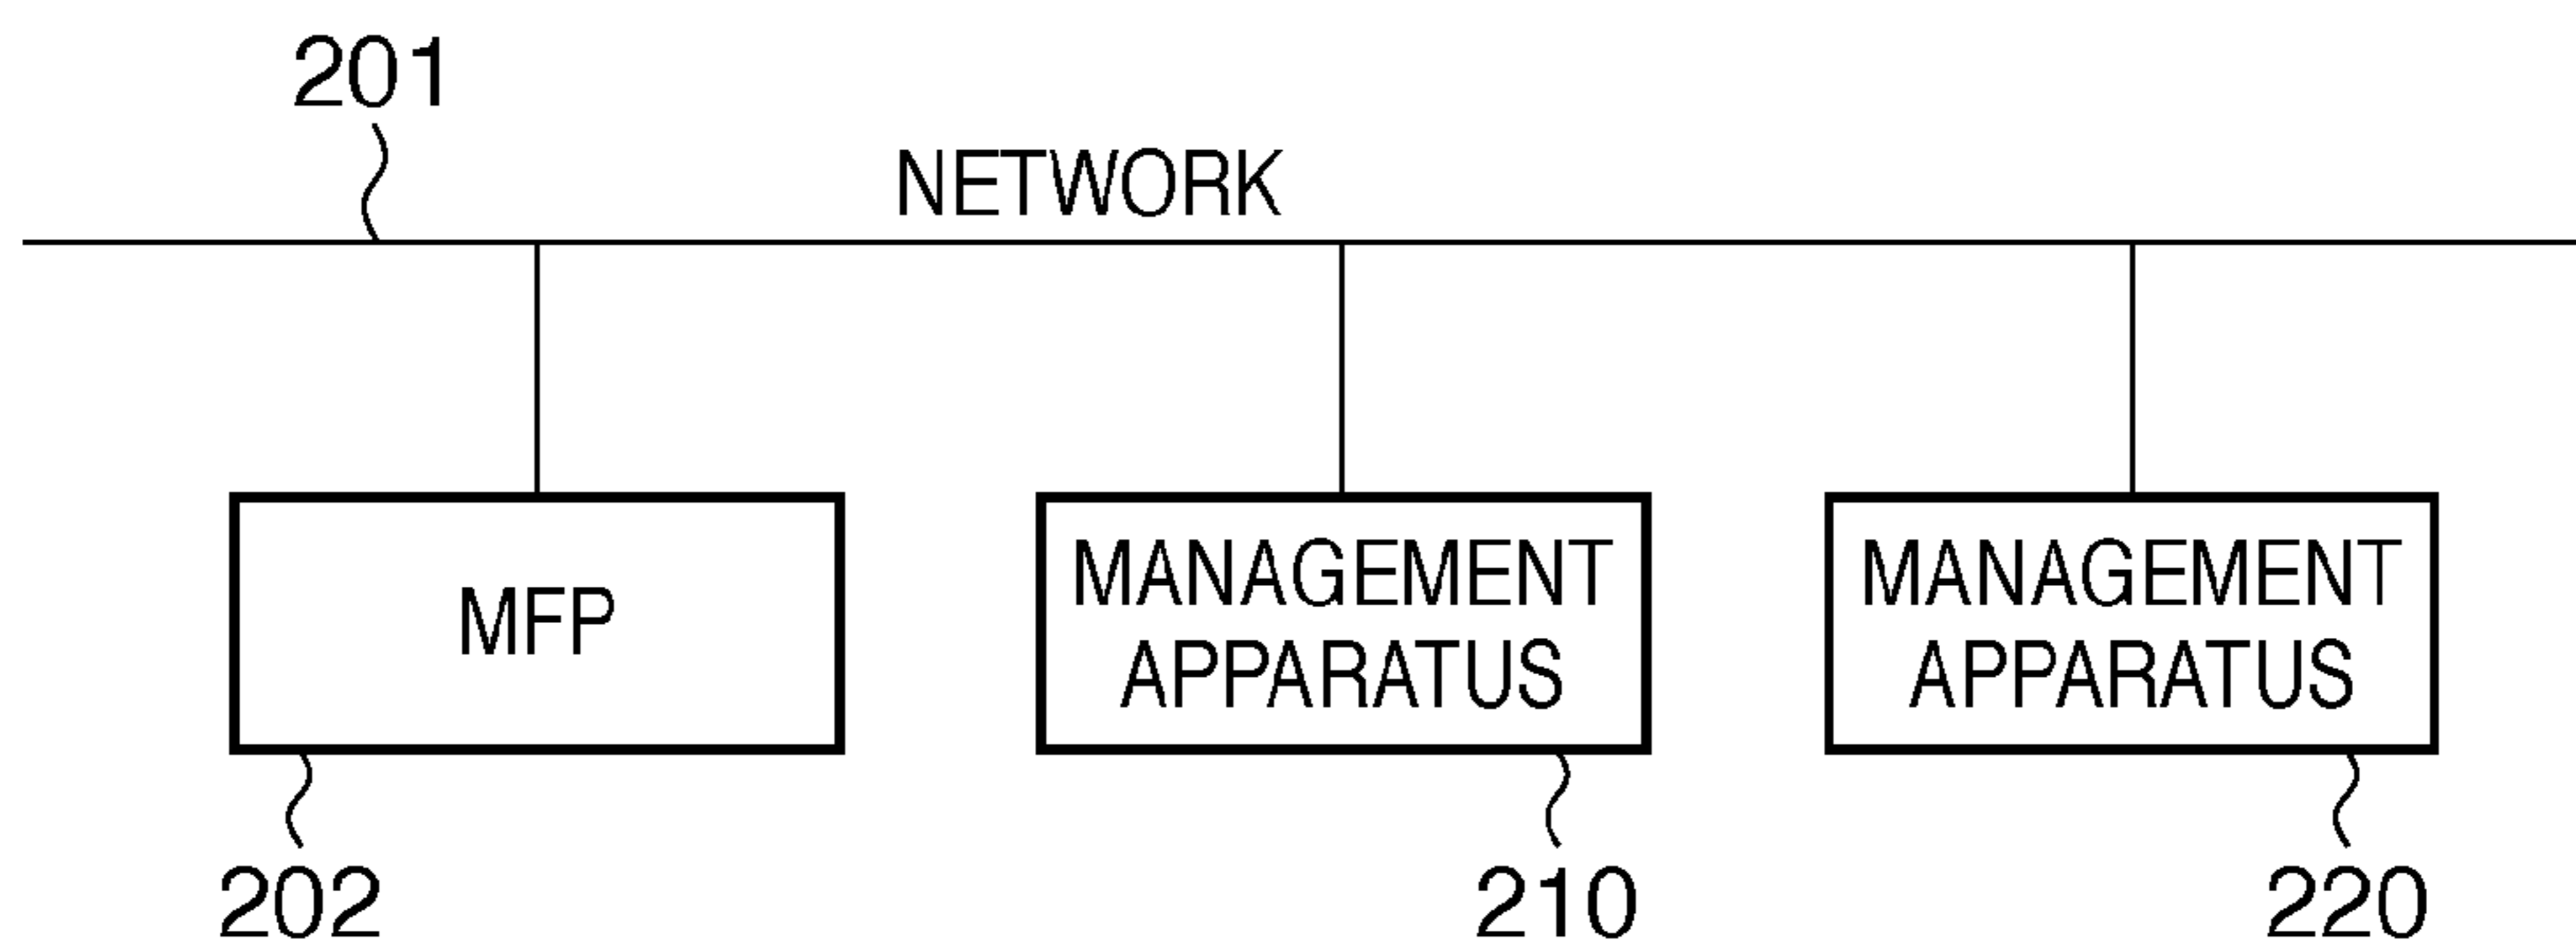 201
NETWORK
MFP
MANAGEMENT
APPARATUS
MANAGEMENT
APPARATUS
202
210
220